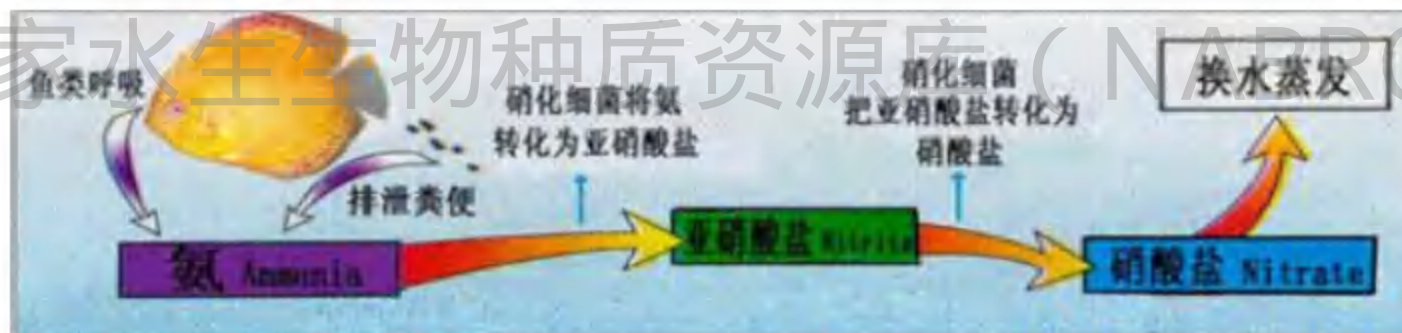 家水生生物种质资源库（NABRRC
鱼类呼吸
排泄粪便
氨 Ammonia
硝化细菌将氨
转化为亚硝酸盐
亚硝酸盐 Nitrite
硝化细菌
把亚硝酸盐转化为
硝酸盐
硝酸盐 Nitrate
换水蒸发